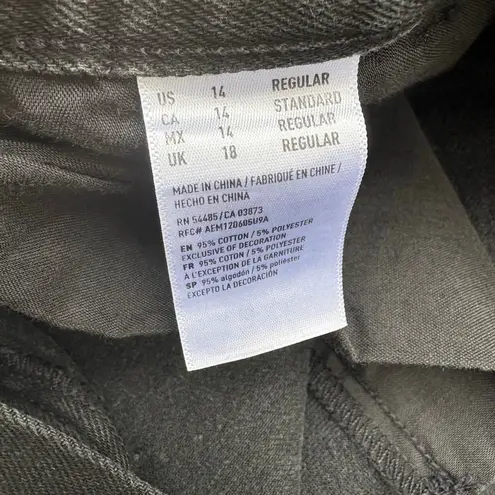 US 14 REGULAR
CA 14 STANDARD
MX 14 REGULAR
UK 18 REGULAR
MADE IN CHINA / FABRIQUÉ EN CHINE /
HECHO EN CHINA
RN 54485/CA 03873
RFC# AEM120605U9A
EN 95% COTTON / 5% POLYESTER
EXCLUSIVE OF DECORATION
FR 95% COTON / 5% POLYESTER
A L'EXCEPTION DE LA GARNITURE
SP 95% algodón / 5% poliéster
EXCEPTO LA DECORACIÓN